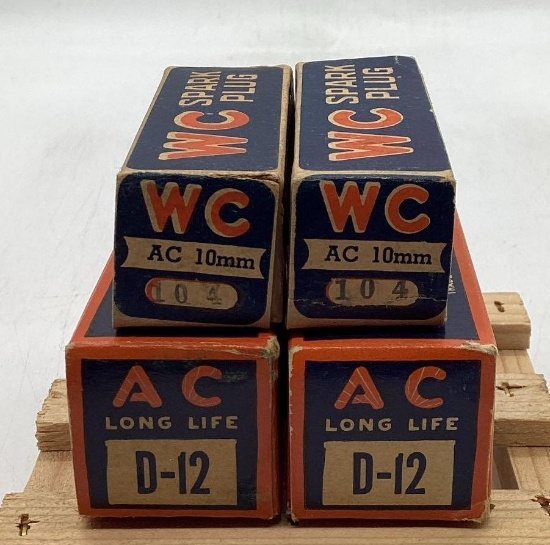 WC SPARK PLUG
WC
AC 10mm
104
WC SPARK PLUG
WC
AC 10mm
104
AC
LONG LIFE
D-12
AC
LONG LIFE
D-12